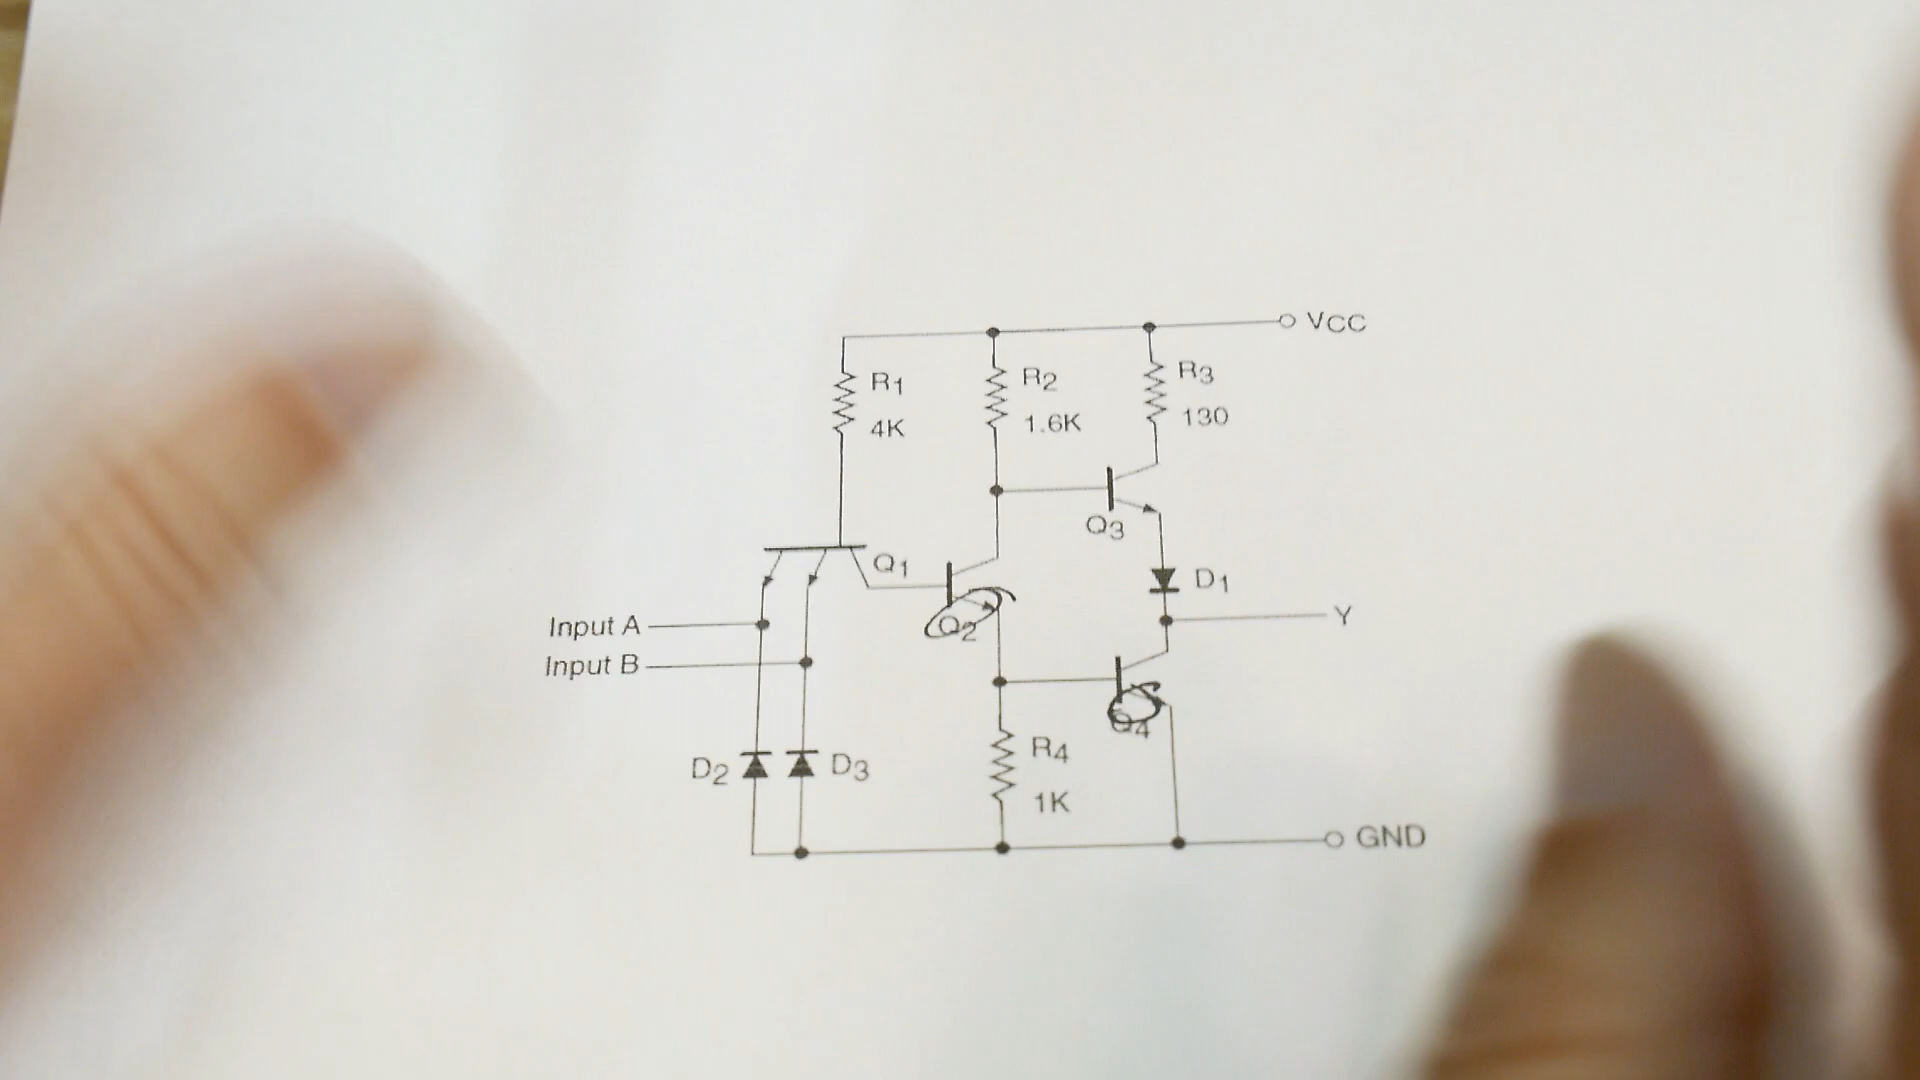 VCC
R1
4K
R2
1.6K
R3
130
Q1
Q3
D1
Input A
Input B
Q2
Y
Q4
D2
D3
R4
1K
GND